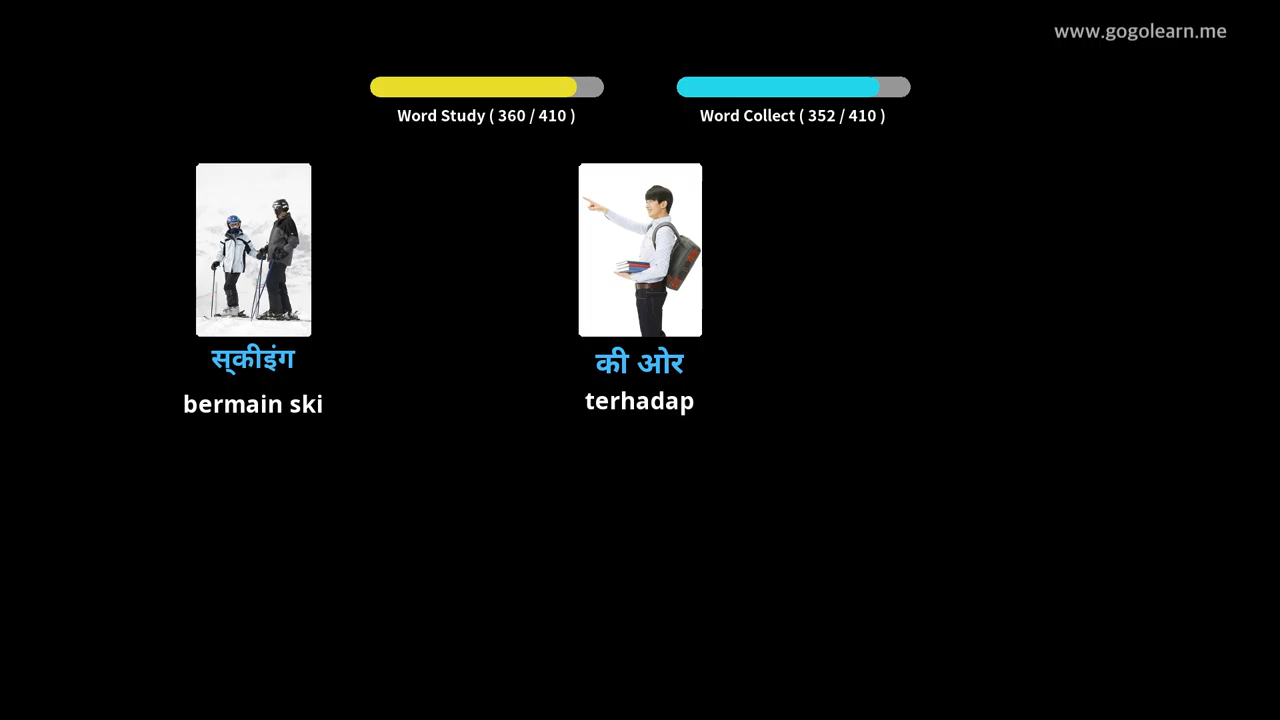 www.gogolearn.me
Word Study ( 360 / 410 )
Word Collect ( 352 / 410 )
स्कीइंग
bermain ski
की ओर
terhadap